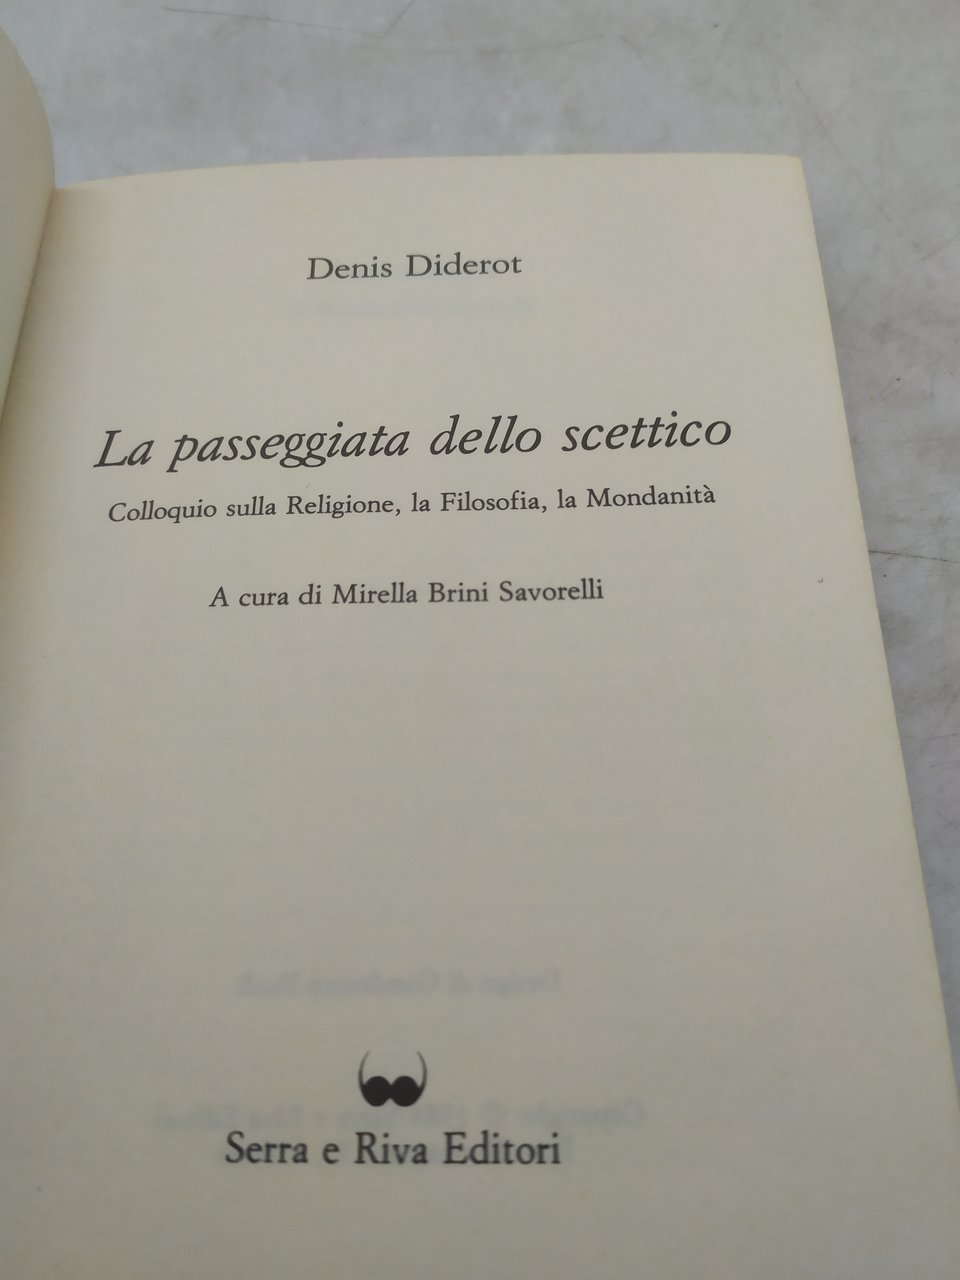 Denis Diderot
La passeggiata dello scettico
Colloquio sulla Religione, la Filosofia, la Mondanità
A cura di Mirella Brini Savorelli
Serra e Riva Editori